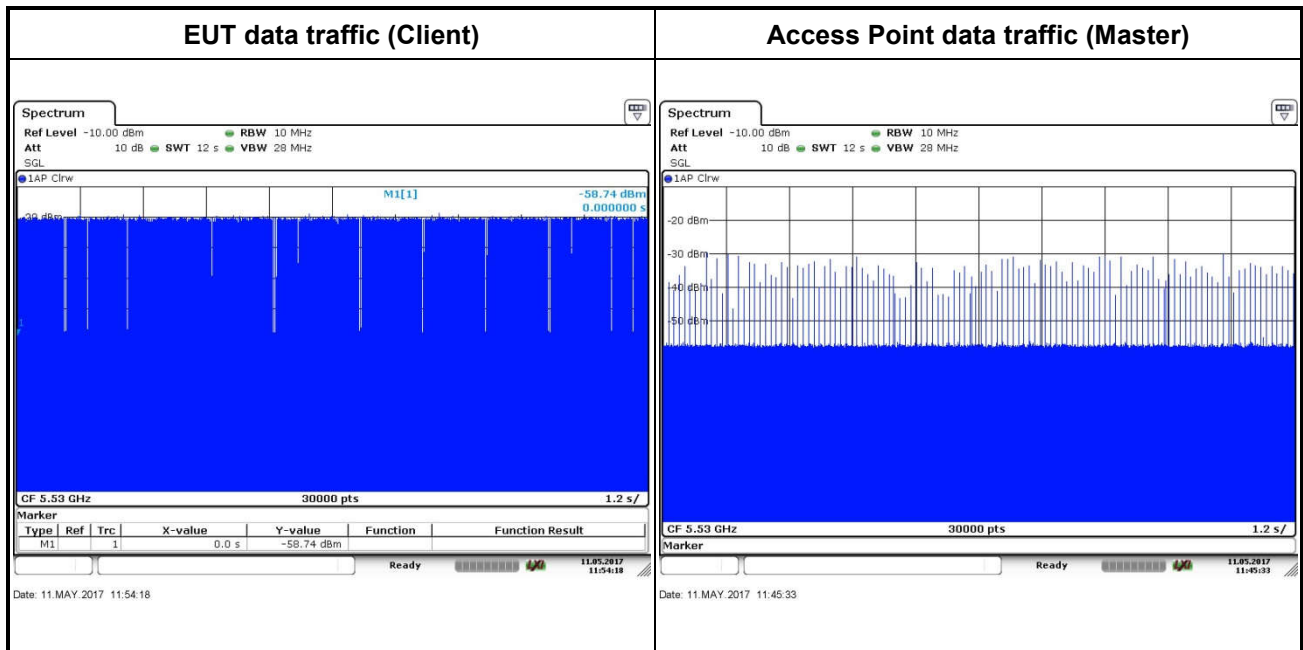 EUT data traffic (Client)
Spectrum
Ref Level -10.00 dBm RBW 10 MHz
Att 10 dB SWT 12 s VBW 28 MHz
SGL
1AP Clrw
M1[1] -58.74 dBm
0.000000 s
-20 dBm
1
CF 5.53 GHz 30000 pts 1.2 s/
Marker
Type Ref Trc X-value Y-value Function Function Result
M1 1 0.0 s -58.74 dBm
Ready LXI 11.05.2017
11:54:18
Date: 11.MAY.2017 11:54:18
Access Point data traffic (Master)
Spectrum
Ref Level -10.00 dBm RBW 10 MHz
Att 10 dB SWT 12 s VBW 28 MHz
SGL
1AP Clrw
-20 dBm
-30 dBm
-40 dBm
-50 dBm
CF 5.53 GHz 30000 pts 1.2 s/
Marker
Ready LXI 11.05.2017
11:45:33
Date: 11.MAY.2017 11:45:33